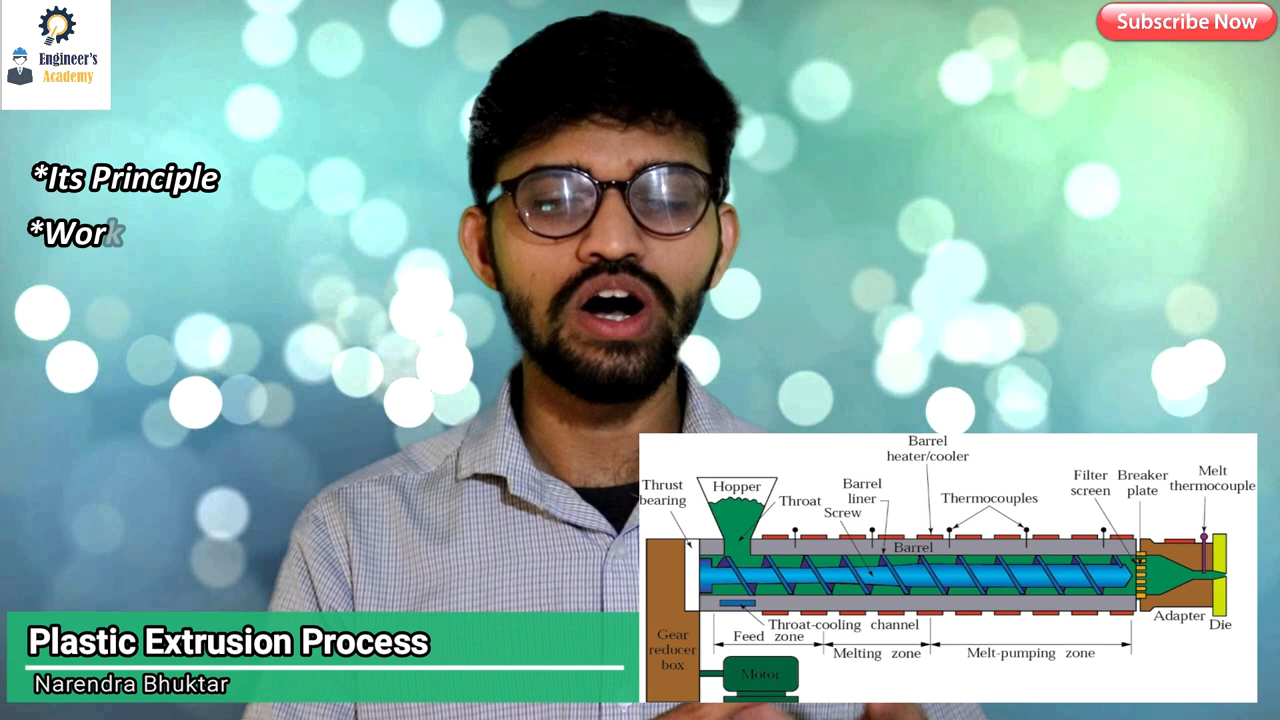 Subscribe Now
Engineer's
Academy
*Its Principle
*Work
Barrel
heater/cooler
Thrust
bearing
Hopper
Throat
Barrel
liner
Screw
Thermocouples
Filter
screen
Breaker
plate
Melt
thermocouple
Barrel
Throat-cooling channel
Adapter
Die
Feed zone
Melting zone
Melt-pumping zone
Gear
reducer
box
Motor
Plastic Extrusion Process
Narendra Bhuktar